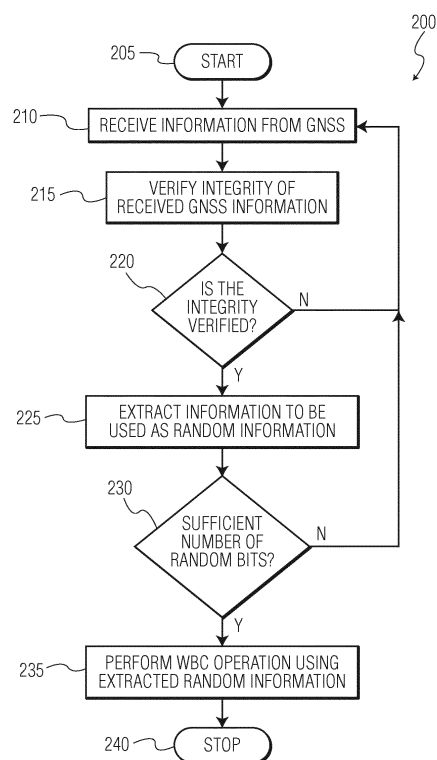 200
205
START
210
RECEIVE INFORMATION FROM GNSS
215
VERIFY INTEGRITY OF
RECEIVED GNSS INFORMATION
220
IS THE
INTEGRITY
VERIFIED?
N
Y
225
EXTRACT INFORMATION TO BE
USED AS RANDOM INFORMATION
230
SUFFICIENT
NUMBER OF
RANDOM BITS?
N
Y
235
PERFORM WBC OPERATION USING
EXTRACTED RANDOM INFORMATION
240
STOP